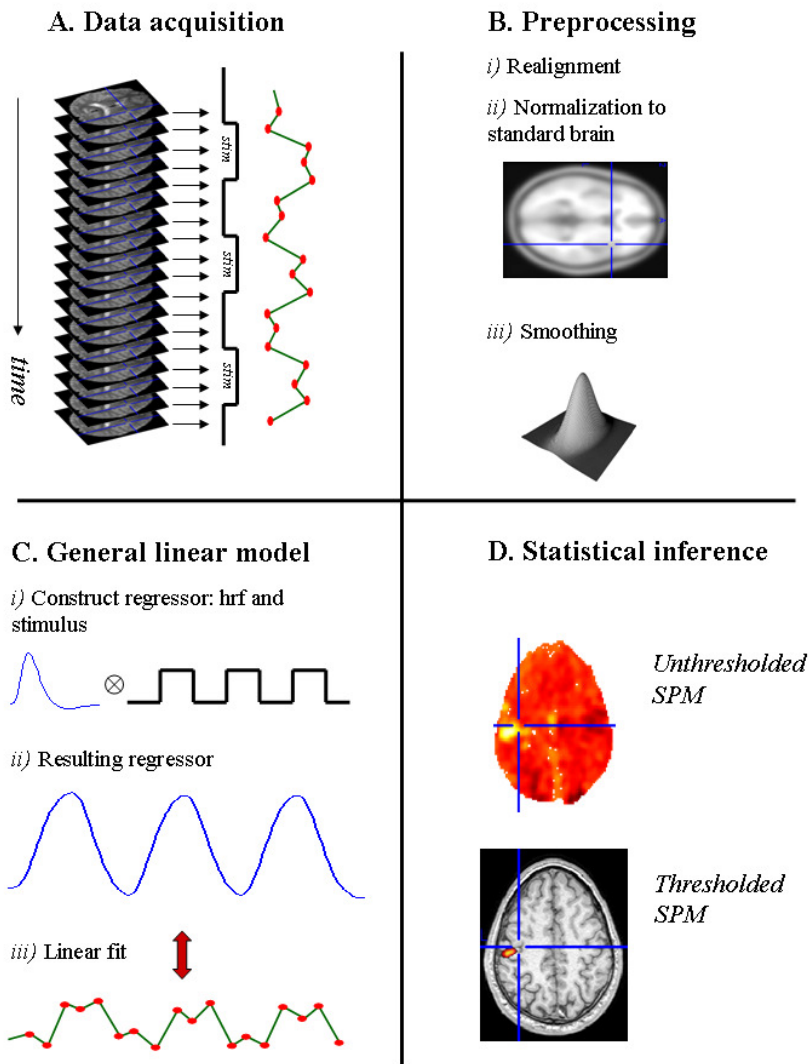 A. Data acquisition
stim
stim
stim
time
B. Preprocessing
i) Realignment
ii) Normalization to
standard brain
iii) Smoothing
C. General linear model
i) Construct regressor: hrf and
stimulus
ii) Resulting regressor
iii) Linear fit
D. Statistical inference
Unthresholded
SPM
Thresholded
SPM